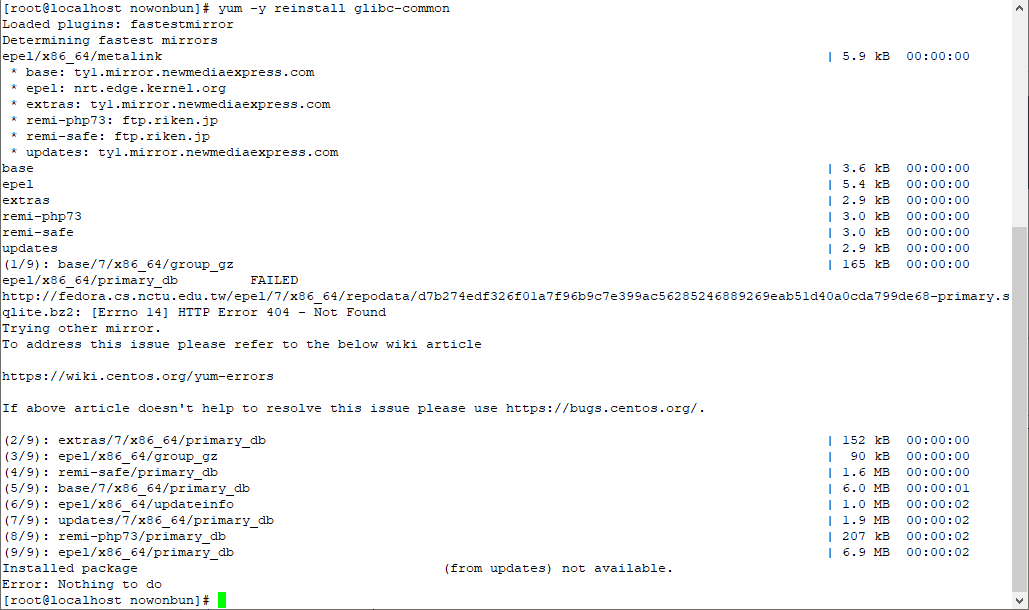 [root@localhost nowonbun]# yum -y reinstall glibc-common
Loaded plugins: fastestmirror
Determining fastest mirrors
epel/x86_64/metalink | 5.9 kB 00:00:00
* base: ty1.mirror.newmediaexpress.com
* epel: nrt.edge.kernel.org
* extras: ty1.mirror.newmediaexpress.com
* remi-php73: ftp.riken.jp
* remi-safe: ftp.riken.jp
* updates: ty1.mirror.newmediaexpress.com
base | 3.6 kB 00:00:00
epel | 5.4 kB 00:00:00
extras | 2.9 kB 00:00:00
remi-php73 | 3.0 kB 00:00:00
remi-safe | 3.0 kB 00:00:00
updates | 2.9 kB 00:00:00
(1/9): base/7/x86_64/group_gz | 165 kB 00:00:00
epel/x86_64/primary_db FAILED
http://fedora.cs.nctu.edu.tw/epel/7/x86_64/repodata/d7b274edf326f01a7f96b9c7e399ac56285246889269eab51d40a0cda799de68-primary.s
qlite.bz2: [Errno 14] HTTP Error 404 - Not Found
Trying other mirror.
To address this issue please refer to the below wiki article
https://wiki.centos.org/yum-errors
If above article doesn't help to resolve this issue please use https://bugs.centos.org/.
(2/9): extras/7/x86_64/primary_db | 152 kB 00:00:00
(3/9): epel/x86_64/group_gz | 90 kB 00:00:00
(4/9): remi-safe/primary_db | 1.6 MB 00:00:00
(5/9): base/7/x86_64/primary_db | 6.0 MB 00:00:01
(6/9): epel/x86_64/updateinfo | 1.0 MB 00:00:02
(7/9): updates/7/x86_64/primary_db | 1.9 MB 00:00:02
(8/9): remi-php73/primary_db | 207 kB 00:00:02
(9/9): epel/x86_64/primary_db | 6.9 MB 00:00:02
Installed package (from updates) not available.
Error: Nothing to do
[root@localhost nowonbun]#